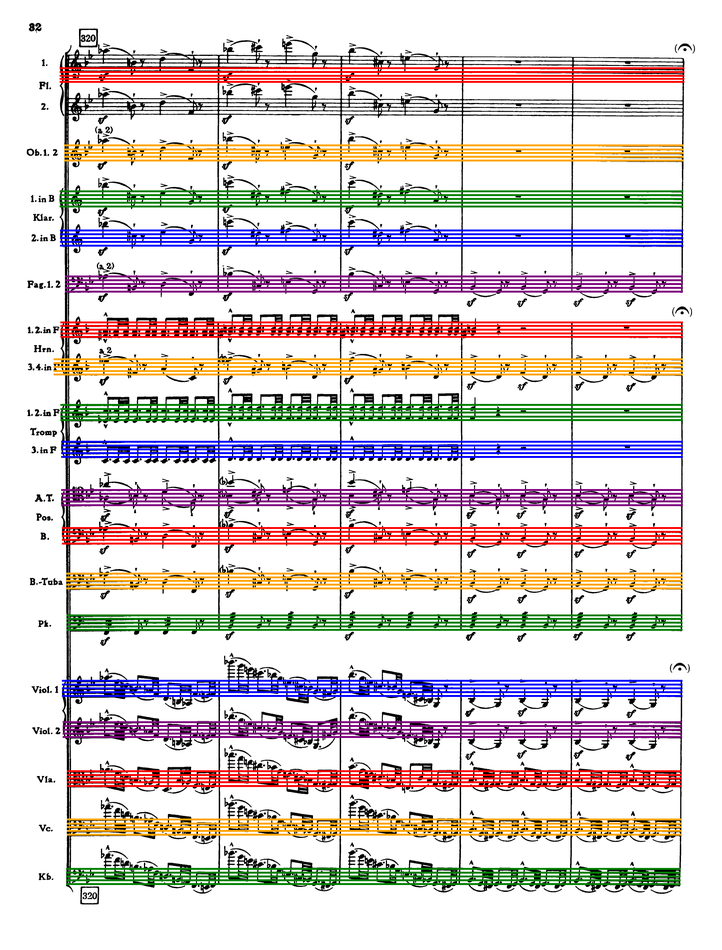 32
320
1.
Fl.
2.
(a 2)
Ob.1. 2
1. in B
Klar.
2. in B
(a 2)
Fag.1. 2
1. 2. in F
Hrn.
a 2
3. 4. in F
1. 2. in F
Tromp
3. in F
A.T.
Pos.
B.
B.-Tuba
Pk.
Viol. 1
Viol. 2
Vla.
Vc.
Kb.
320